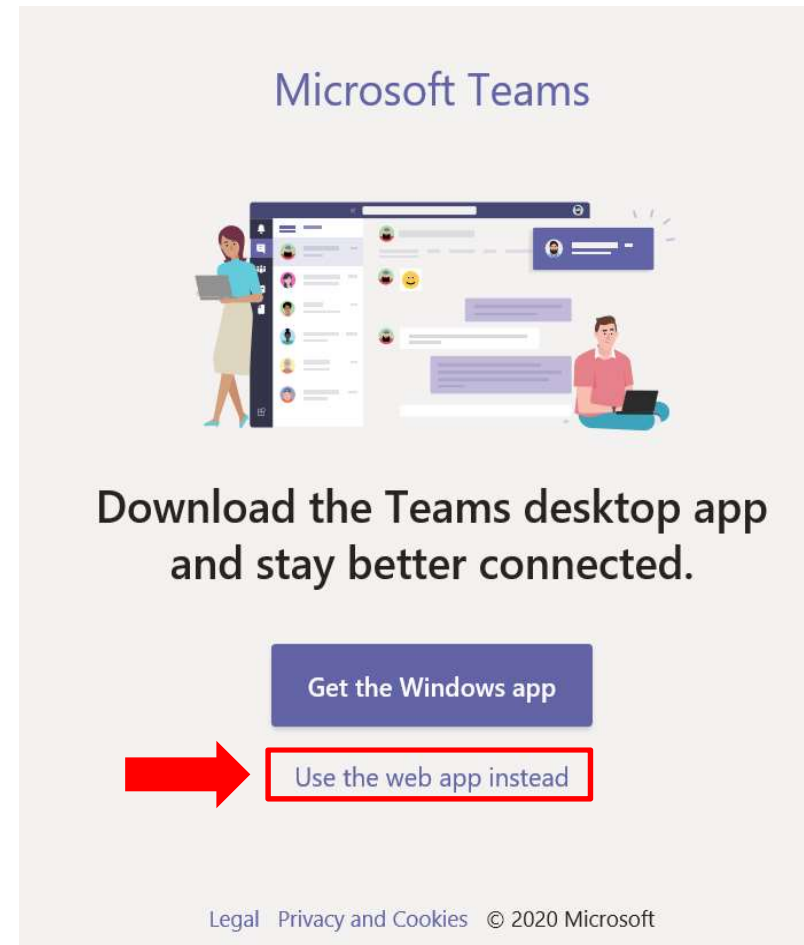 Microsoft Teams
Download the Teams desktop app
and stay better connected.
Get the Windows app
Use the web app instead
Legal Privacy and Cookies © 2020 Microsoft